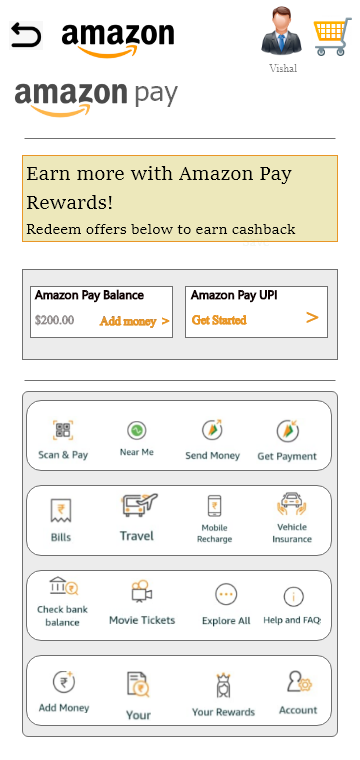 amazon
Vishal
amazon pay
Earn more with Amazon Pay
Rewards!
Redeem offers below to earn cashback
Amazon Pay Balance
$200.00 Add money >
Amazon Pay UPI
Get Started >
Scan & Pay
Near Me
Send Money
Get Payment
Bills
Travel
Mobile
Recharge
Vehicle
Insurance
Check bank
balance
Movie Tickets
Explore All
Help and FAQ
Add Money
Your
Your Rewards
Account